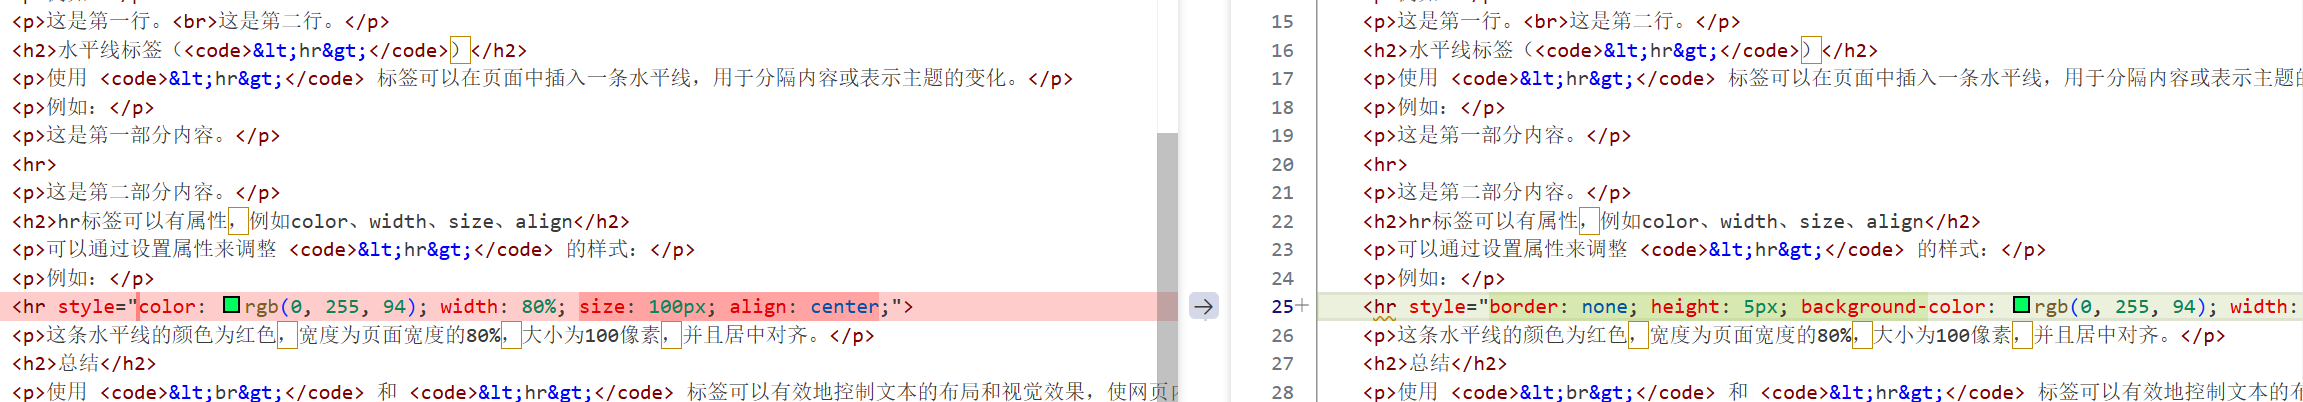 <p>这是第一行。<br>这是第二行。</p>
<h2>水平线标签（<code>&lt;hr&gt;</code>）</h2>
<p>使用 <code>&lt;hr&gt;</code> 标签可以在页面中插入一条水平线，用于分隔内容或表示主题的变化。</p>
<p>例如：</p>
<p>这是第一部分内容。</p>
<hr>
<p>这是第二部分内容。</p>
<h2>hr标签可以有属性，例如color、width、size、align</h2>
<p>可以通过设置属性来调整 <code>&lt;hr&gt;</code> 的样式：</p>
<p>例如：</p>
<hr style="color: rgb(0, 255, 94); width: 80%; size: 100px; align: center;">
<p>这条水平线的颜色为红色，宽度为页面宽度的80%，大小为100像素，并且居中对齐。</p>
<h2>总结</h2>
<p>使用 <code>&lt;br&gt;</code> 和 <code>&lt;hr&gt;</code> 标签可以有效地控制文本的布局和视觉效果，使网页
15 <p>这是第一行。<br>这是第二行。</p>
16 <h2>水平线标签（<code>&lt;hr&gt;</code>）</h2>
17 <p>使用 <code>&lt;hr&gt;</code> 标签可以在页面中插入一条水平线，用于分隔内容或表示主题
18 <p>例如：</p>
19 <p>这是第一部分内容。</p>
20 <hr>
21 <p>这是第二部分内容。</p>
22 <h2>hr标签可以有属性，例如color、width、size、align</h2>
23 <p>可以通过设置属性来调整 <code>&lt;hr&gt;</code> 的样式：</p>
24 <p>例如：</p>
25+ <hr style="border: none; height: 5px; background-color: rgb(0, 255, 94); width:
26 <p>这条水平线的颜色为红色，宽度为页面宽度的80%，大小为100像素，并且居中对齐。</p>
27 <h2>总结</h2>
28 <p>使用 <code>&lt;br&gt;</code> 和 <code>&lt;hr&gt;</code> 标签可以有效地控制文本的